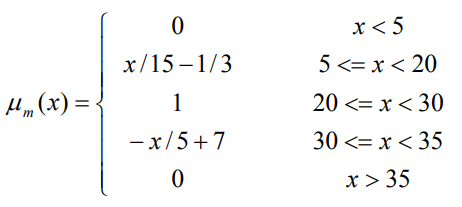 0 x < 5
x/15−1/3 5 <= x < 20
μm(x) = 1 20 <= x < 30
−x/5+7 30 <= x < 35
0 x > 35